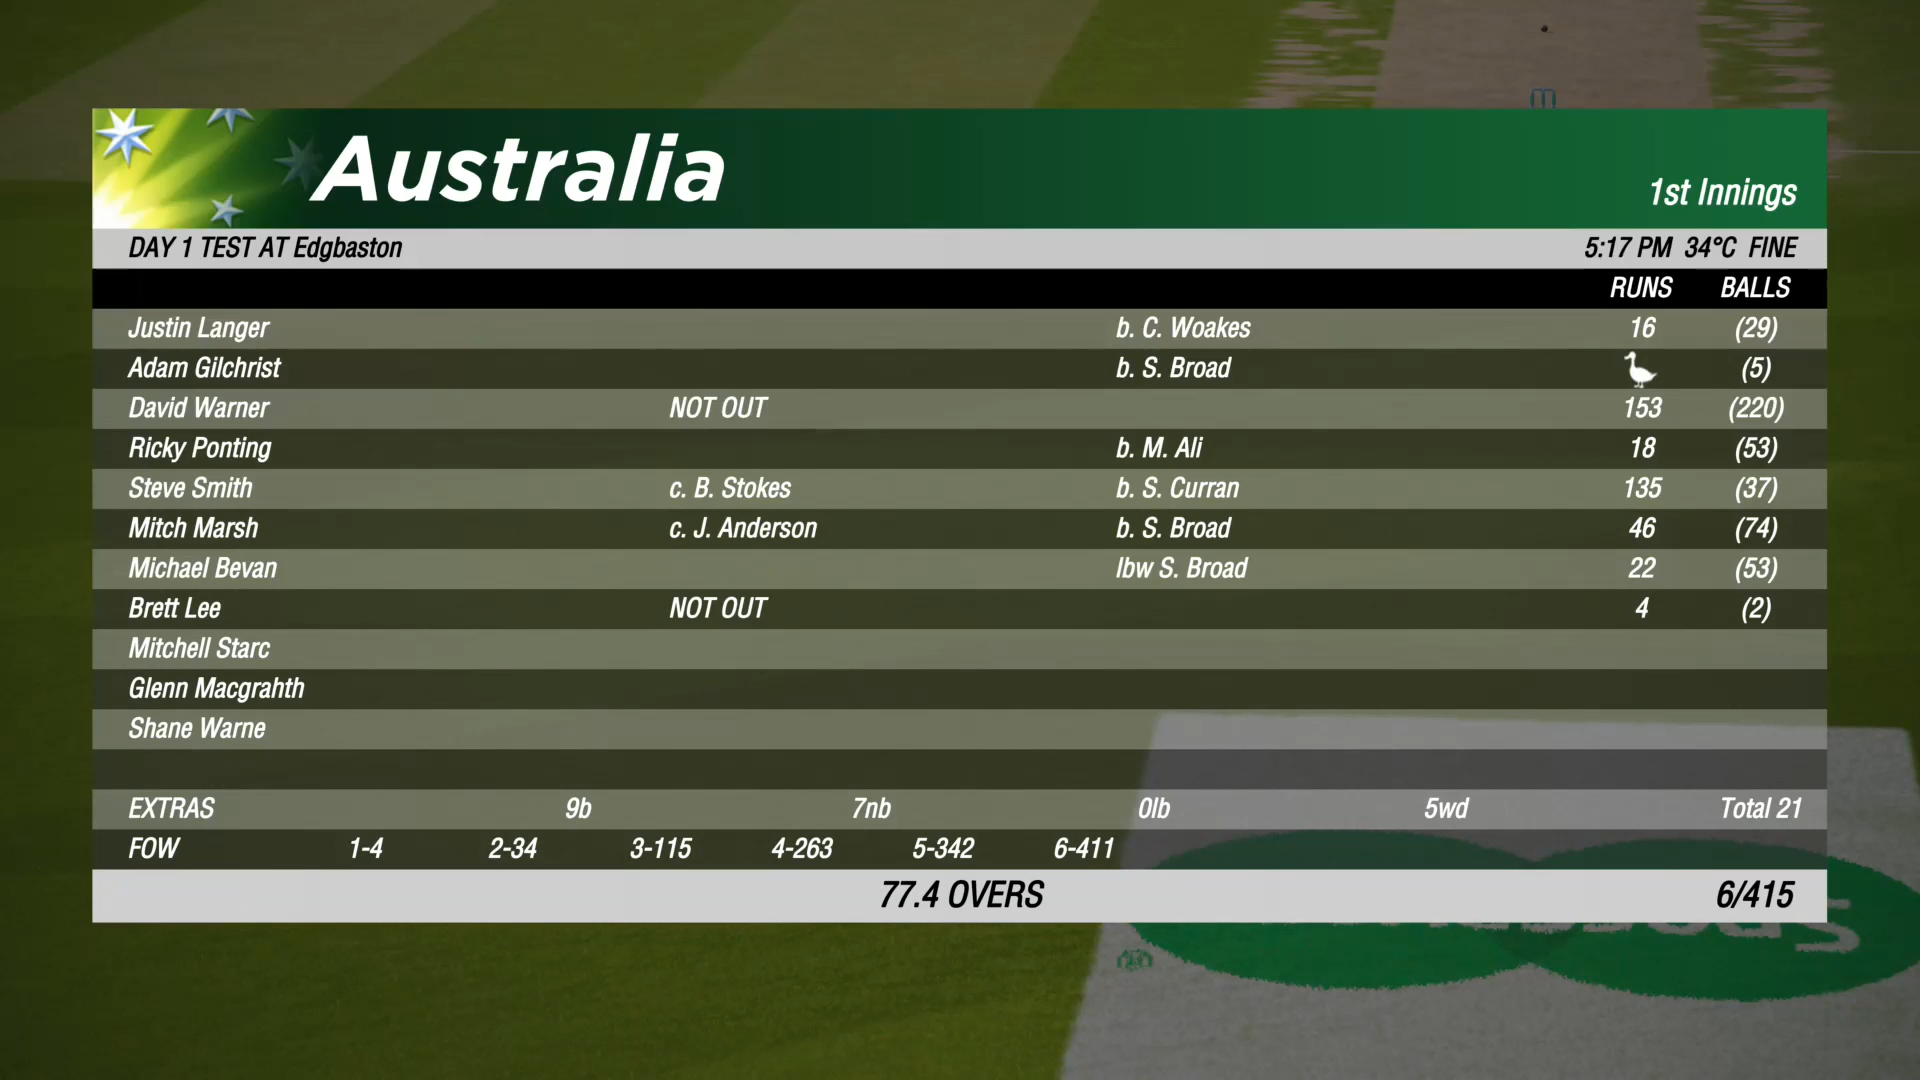 Australia
1st Innings
DAY 1 TEST AT Edgbaston 5:17 PM 34°C FINE
RUNS BALLS
Justin Langer b. C. Woakes 16 (29)
Adam Gilchrist b. S. Broad (5)
David Warner NOT OUT 153 (220)
Ricky Ponting b. M. Ali 18 (53)
Steve Smith c. B. Stokes b. S. Curran 135 (37)
Mitch Marsh c. J. Anderson b. S. Broad 46 (74)
Michael Bevan lbw S. Broad 22 (53)
Brett Lee NOT OUT 4 (2)
Mitchell Starc
Glenn Macgrahth
Shane Warne
EXTRAS 9b 7nb 0lb 5wd Total 21
FOW 1-4 2-34 3-115 4-263 5-342 6-411
77.4 OVERS 6/415